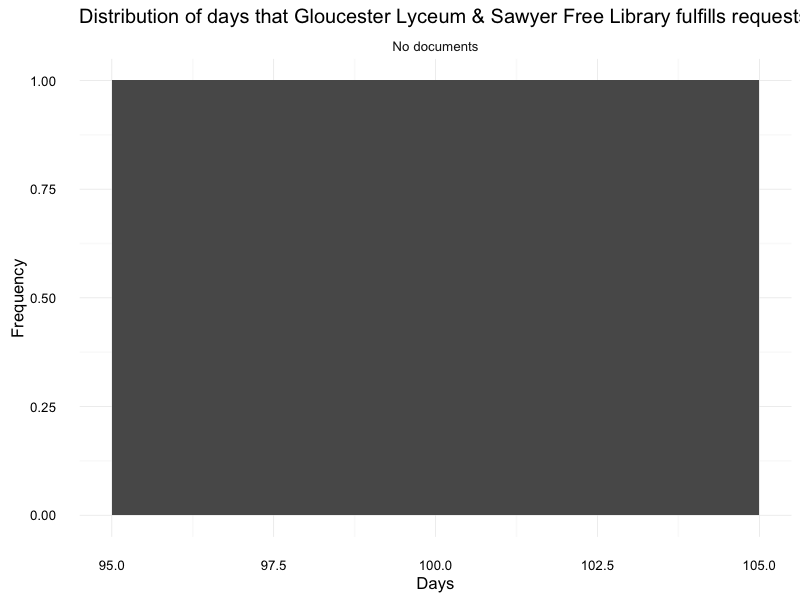 Distribution of days that Gloucester Lyceum & Sawyer Free Library fulfills requests
No documents
1.00
0.75
0.50
0.25
0.00
Frequency
95.0 97.5 100.0 102.5 105.0
Days